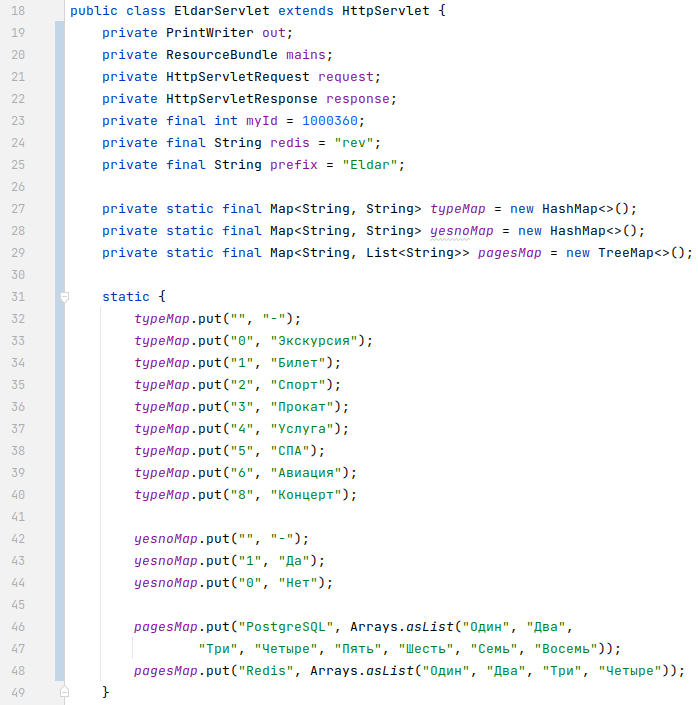 18 public class EldarServlet extends HttpServlet {
19 private PrintWriter out;
20 private ResourceBundle mains;
21 private HttpServletRequest request;
22 private HttpServletResponse response;
23 private final int myId = 1000360;
24 private final String redis = "rev";
25 private final String prefix = "Eldar";
26
27 private static final Map<String, String> typeMap = new HashMap<>();
28 private static final Map<String, String> yesnoMap = new HashMap<>();
29 private static final Map<String, List<String>> pagesMap = new TreeMap<>();
30
31 static {
32 typeMap.put("", "-");
33 typeMap.put("0", "Экскурсия");
34 typeMap.put("1", "Билет");
35 typeMap.put("2", "Спорт");
36 typeMap.put("3", "Прокат");
37 typeMap.put("4", "Услуга");
38 typeMap.put("5", "СПА");
39 typeMap.put("6", "Авиация");
40 typeMap.put("8", "Концерт");
41
42 yesnoMap.put("", "-");
43 yesnoMap.put("1", "Да");
44 yesnoMap.put("0", "Нет");
45
46 pagesMap.put("PostgreSQL", Arrays.asList("Один", "Два",
47 "Три", "Четыре", "Пять", "Шесть", "Семь", "Восемь"));
48 pagesMap.put("Redis", Arrays.asList("Один", "Два", "Три", "Четыре"));
49 }